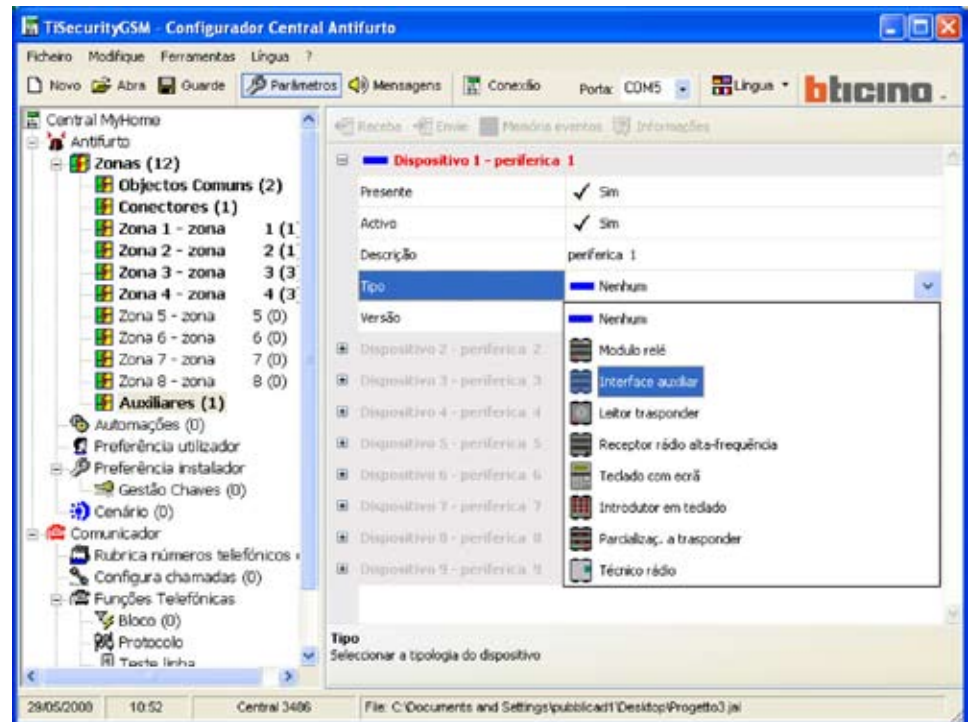 TiSecurityGSM - Configurador Central Antifurto
Ficheiro Modifique Ferramentas Língua ?
Novo Abra Guarde Parâmetros Mensagens Conexão Porta: COM5 Língua bticino
Central MyHome
Antifurto
Zonas (12)
Objectos Comuns (2)
Conectores (1)
Zona 1 - zona 1 (1
Zona 2 - zona 2 (1
Zona 3 - zona 3 (3
Zona 4 - zona 4 (3
Zona 5 - zona 5 (0)
Zona 6 - zona 6 (0)
Zona 7 - zona 7 (0)
Zona 8 - zona 8 (0)
Auxiliares (1)
Automações (0)
Preferência utilizador
Preferência instalador
Gestão Chaves (0)
Cenário (0)
Comunicador
Rubrica números telefónicos
Configura chamadas (0)
Funções Telefónicas
Bloco (0)
Protocolo
Teste linha
Receba Envie Memória eventos Informações
Dispositivo 1 - periferica 1
Presente Sim
Activo Sim
Descrição periferica 1
Tipo Nenhum
Versão
Nenhum
Modulo relé
Interface auxiliar
Leitor trasponder
Receptor rádio alta-frequência
Teclado com ecrã
Introdutor em teclado
Parcializaç. a trasponder
Técnico rádio
Dispositivo 2 - periferica 2
Dispositivo 3 - periferica 3
Dispositivo 4 - periferica 4
Dispositivo 5 - periferica 5
Dispositivo 6 - periferica 6
Dispositivo 7 - periferica 7
Dispositivo 8 - periferica 8
Dispositivo 9 - periferica 9
Tipo
Seleccionar a tipologia do dispositivo
29/05/2008 10:52 Central 3486 File: C:\Documents and Settings\pubblicad1\Desktop\Progetto3.jai